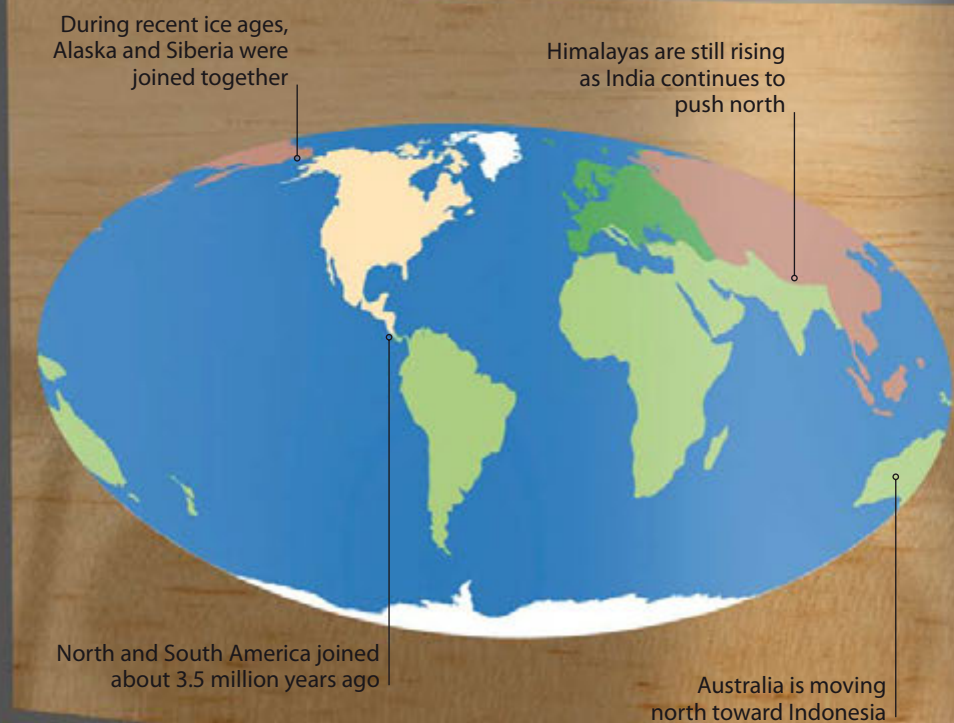 During recent ice ages,
Alaska and Siberia were
joined together
Himalayas are still rising
as India continues to
push north
North and South America joined
about 3.5 million years ago
Australia is moving
north toward Indonesia